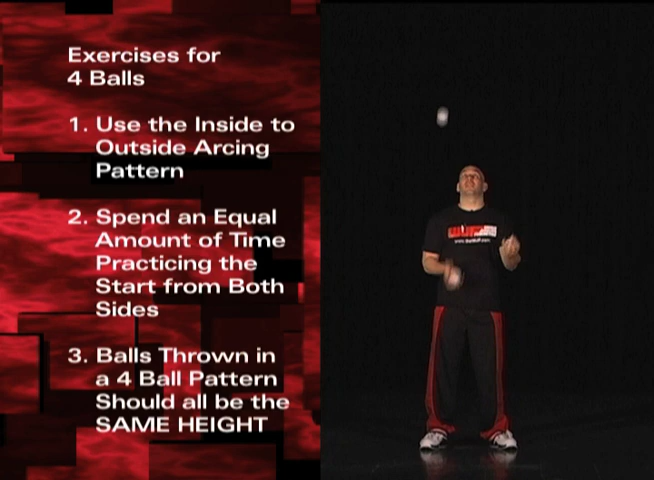 Exercises for
4 Balls
1. Use the Inside to
Outside Arcing
Pattern
2. Spend an Equal
Amount of Time
Practicing the
Start from Both
Sides
3. Balls Thrown in
a 4 Ball Pattern
Should all be the
SAME HEIGHT